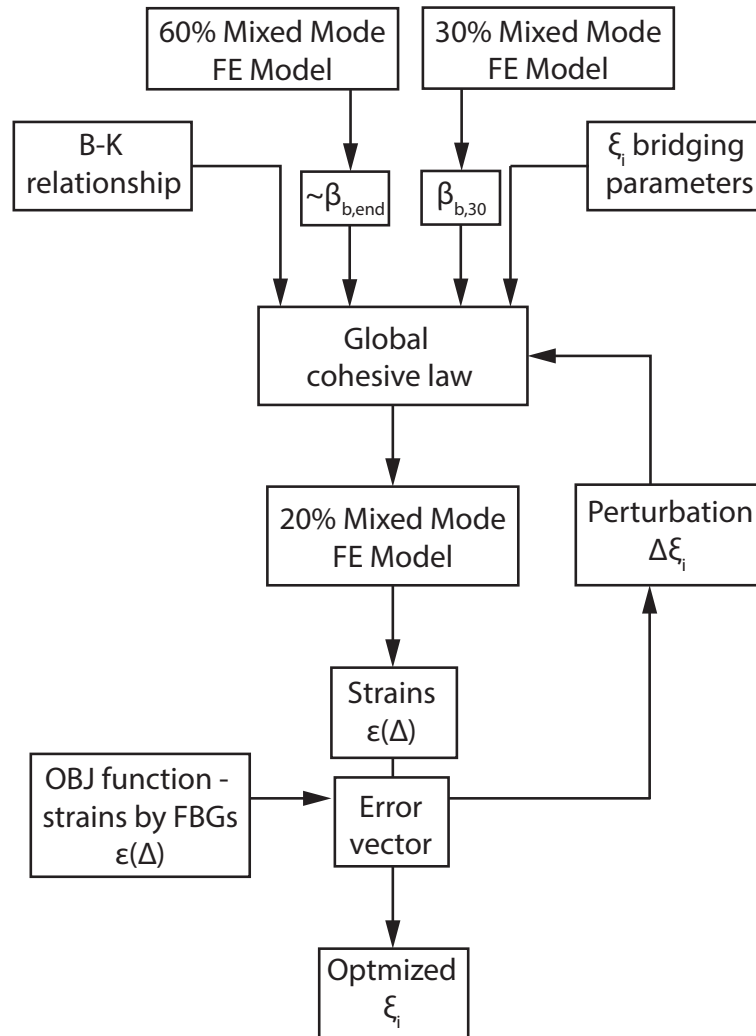 60% Mixed Mode
FE Model
30% Mixed Mode
FE Model
B-K
relationship
~β_b,end
β_b,30
ξ_i bridging
parameters
Global
cohesive law
20% Mixed Mode
FE Model
Perturbation
Δξ_i
Strains
ε(Δ)
OBJ function -
strains by FBGs
ε(Δ)
Error
vector
Optmized
ξ_i